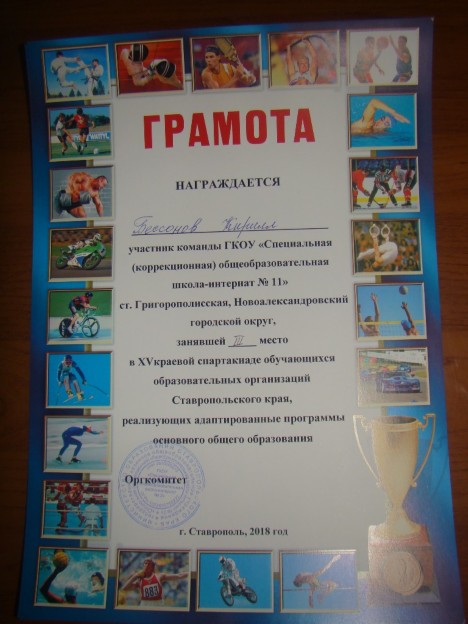 ГРАМОТА
НАГРАЖДАЕТСЯ
Бессонов Кирилл
участник команды ГКОУ «Специальная
(коррекционная) общеобразовательная
школа-интернат № 11»
ст. Григорополисская, Новоалександровский
городской округ,
занявшей III место
в XVкраевой спартакиаде обучающихся
образовательных организаций
Ставропольского края,
реализующих адаптированные программы
основного общего образования
Оргкомитет
г. Ставрополь, 2018 год